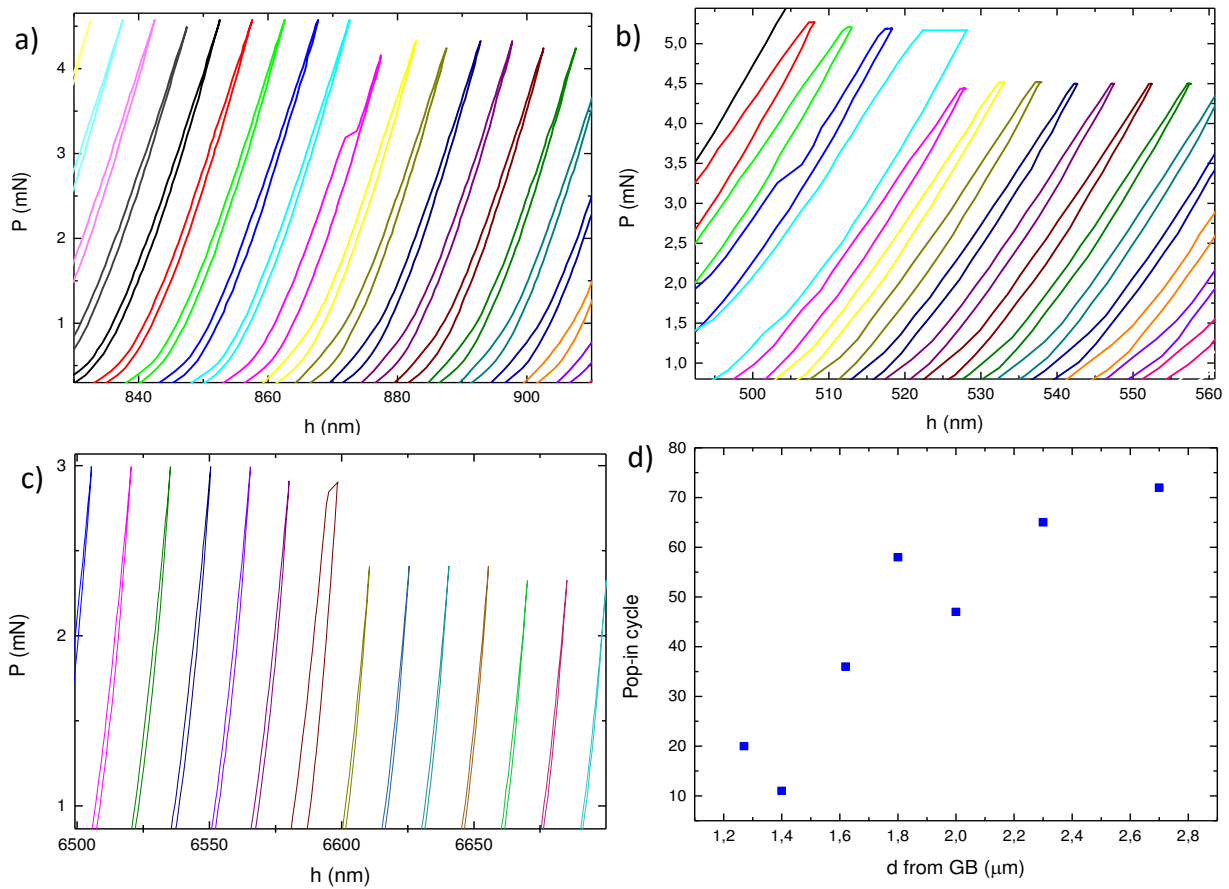 a)
P (mN)
4
3
2
1
840 860 880 900
h (nm)
b)
P (mN)
5,0
4,5
4,0
3,5
3,0
2,5
2,0
1,5
1,0
500 510 520 530 540 550 560
h (nm)
c)
P (mN)
3
2
1
6500 6550 6600 6650
h (nm)
d)
Pop-in cycle
80
70
60
50
40
30
20
10
1,2 1,4 1,6 1,8 2,0 2,2 2,4 2,6 2,8
d from GB (μm)